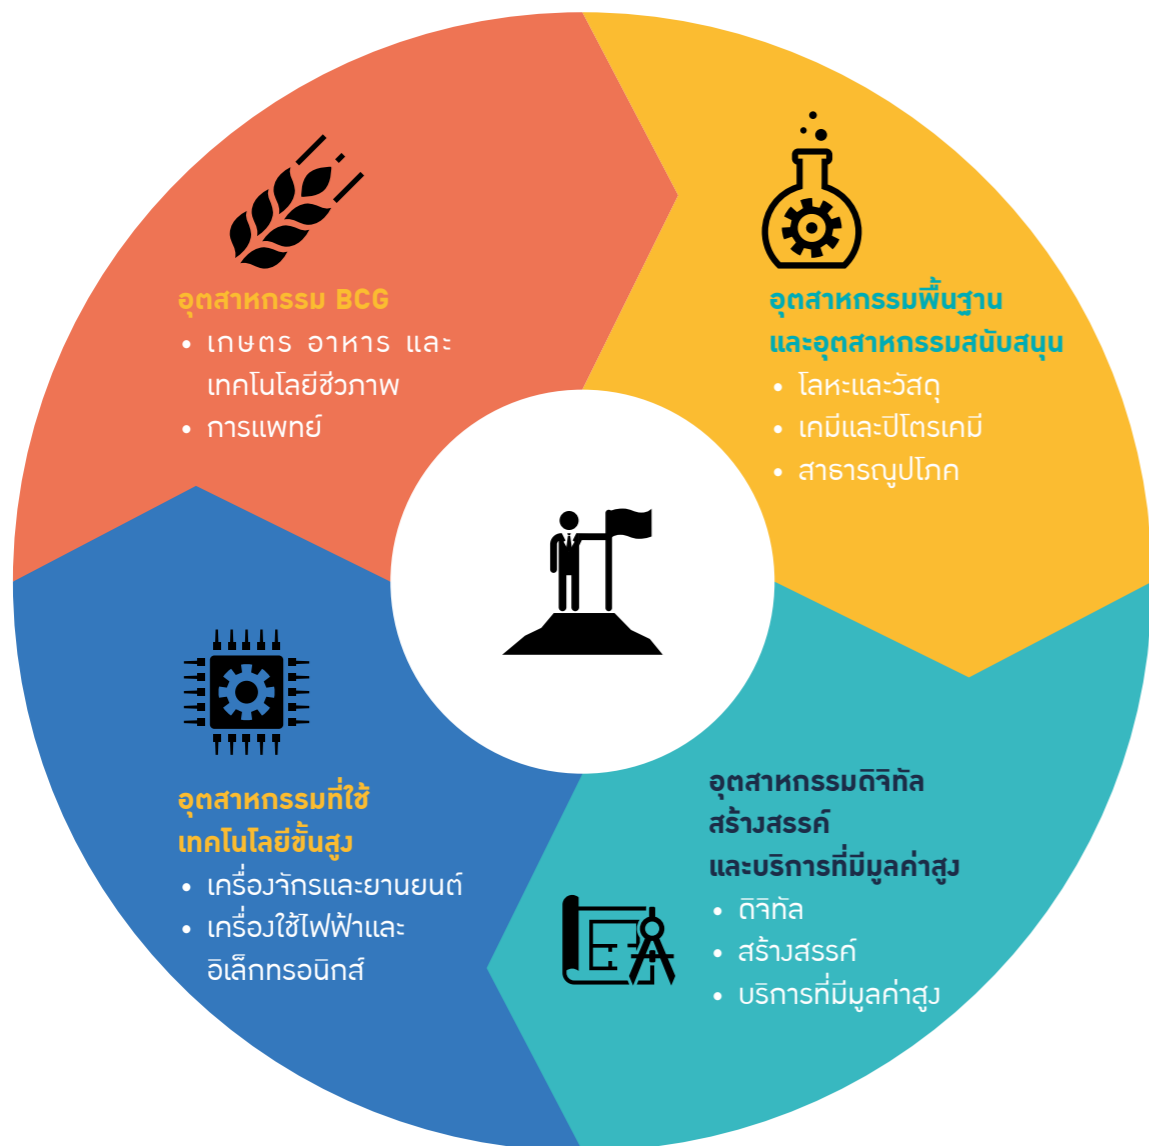 อุตสาหกรรม BCG
• เกษตร อาหาร และ
เทคโนโลยีชีวภาพ
• การแพทย์
อุตสาหกรรมพื้นฐาน
และอุตสาหกรรมสนับสนุน
• โลหะและวัสดุ
• เคมีและปิโตรเคมี
• สาธารณูปโภค
อุตสาหกรรมที่ใช้
เทคโนโลยีขั้นสูง
• เครื่องจักรและยานยนต์
• เครื่องใช้ไฟฟ้าและ
อิเล็กทรอนิกส์
อุตสาหกรรมดิจิทัล
สร้างสรรค์
และบริการที่มีมูลค่าสูง
• ดิจิทัล
• สร้างสรรค์
• บริการที่มีมูลค่าสูง